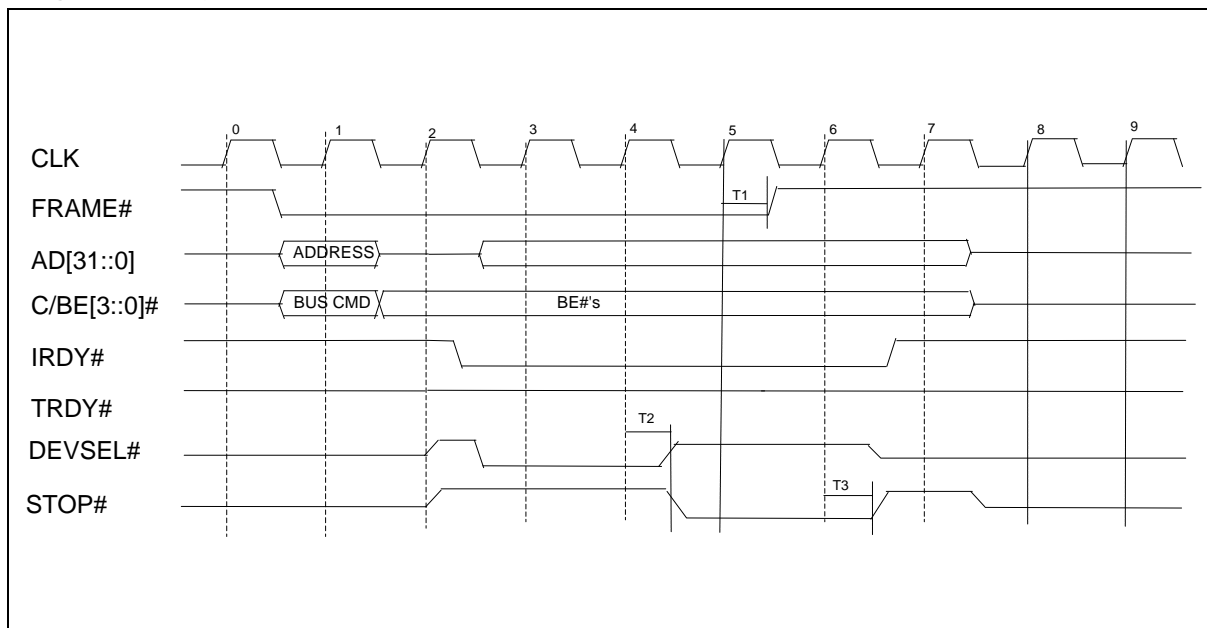 0 1 2 3 4 5 6 7 8 9
CLK
T1
FRAME#
ADDRESS
AD[31::0]
BUS CMD BE#'s
C/BE[3::0]#
IRDY#
TRDY#
T2
DEVSEL#
T3
STOP#